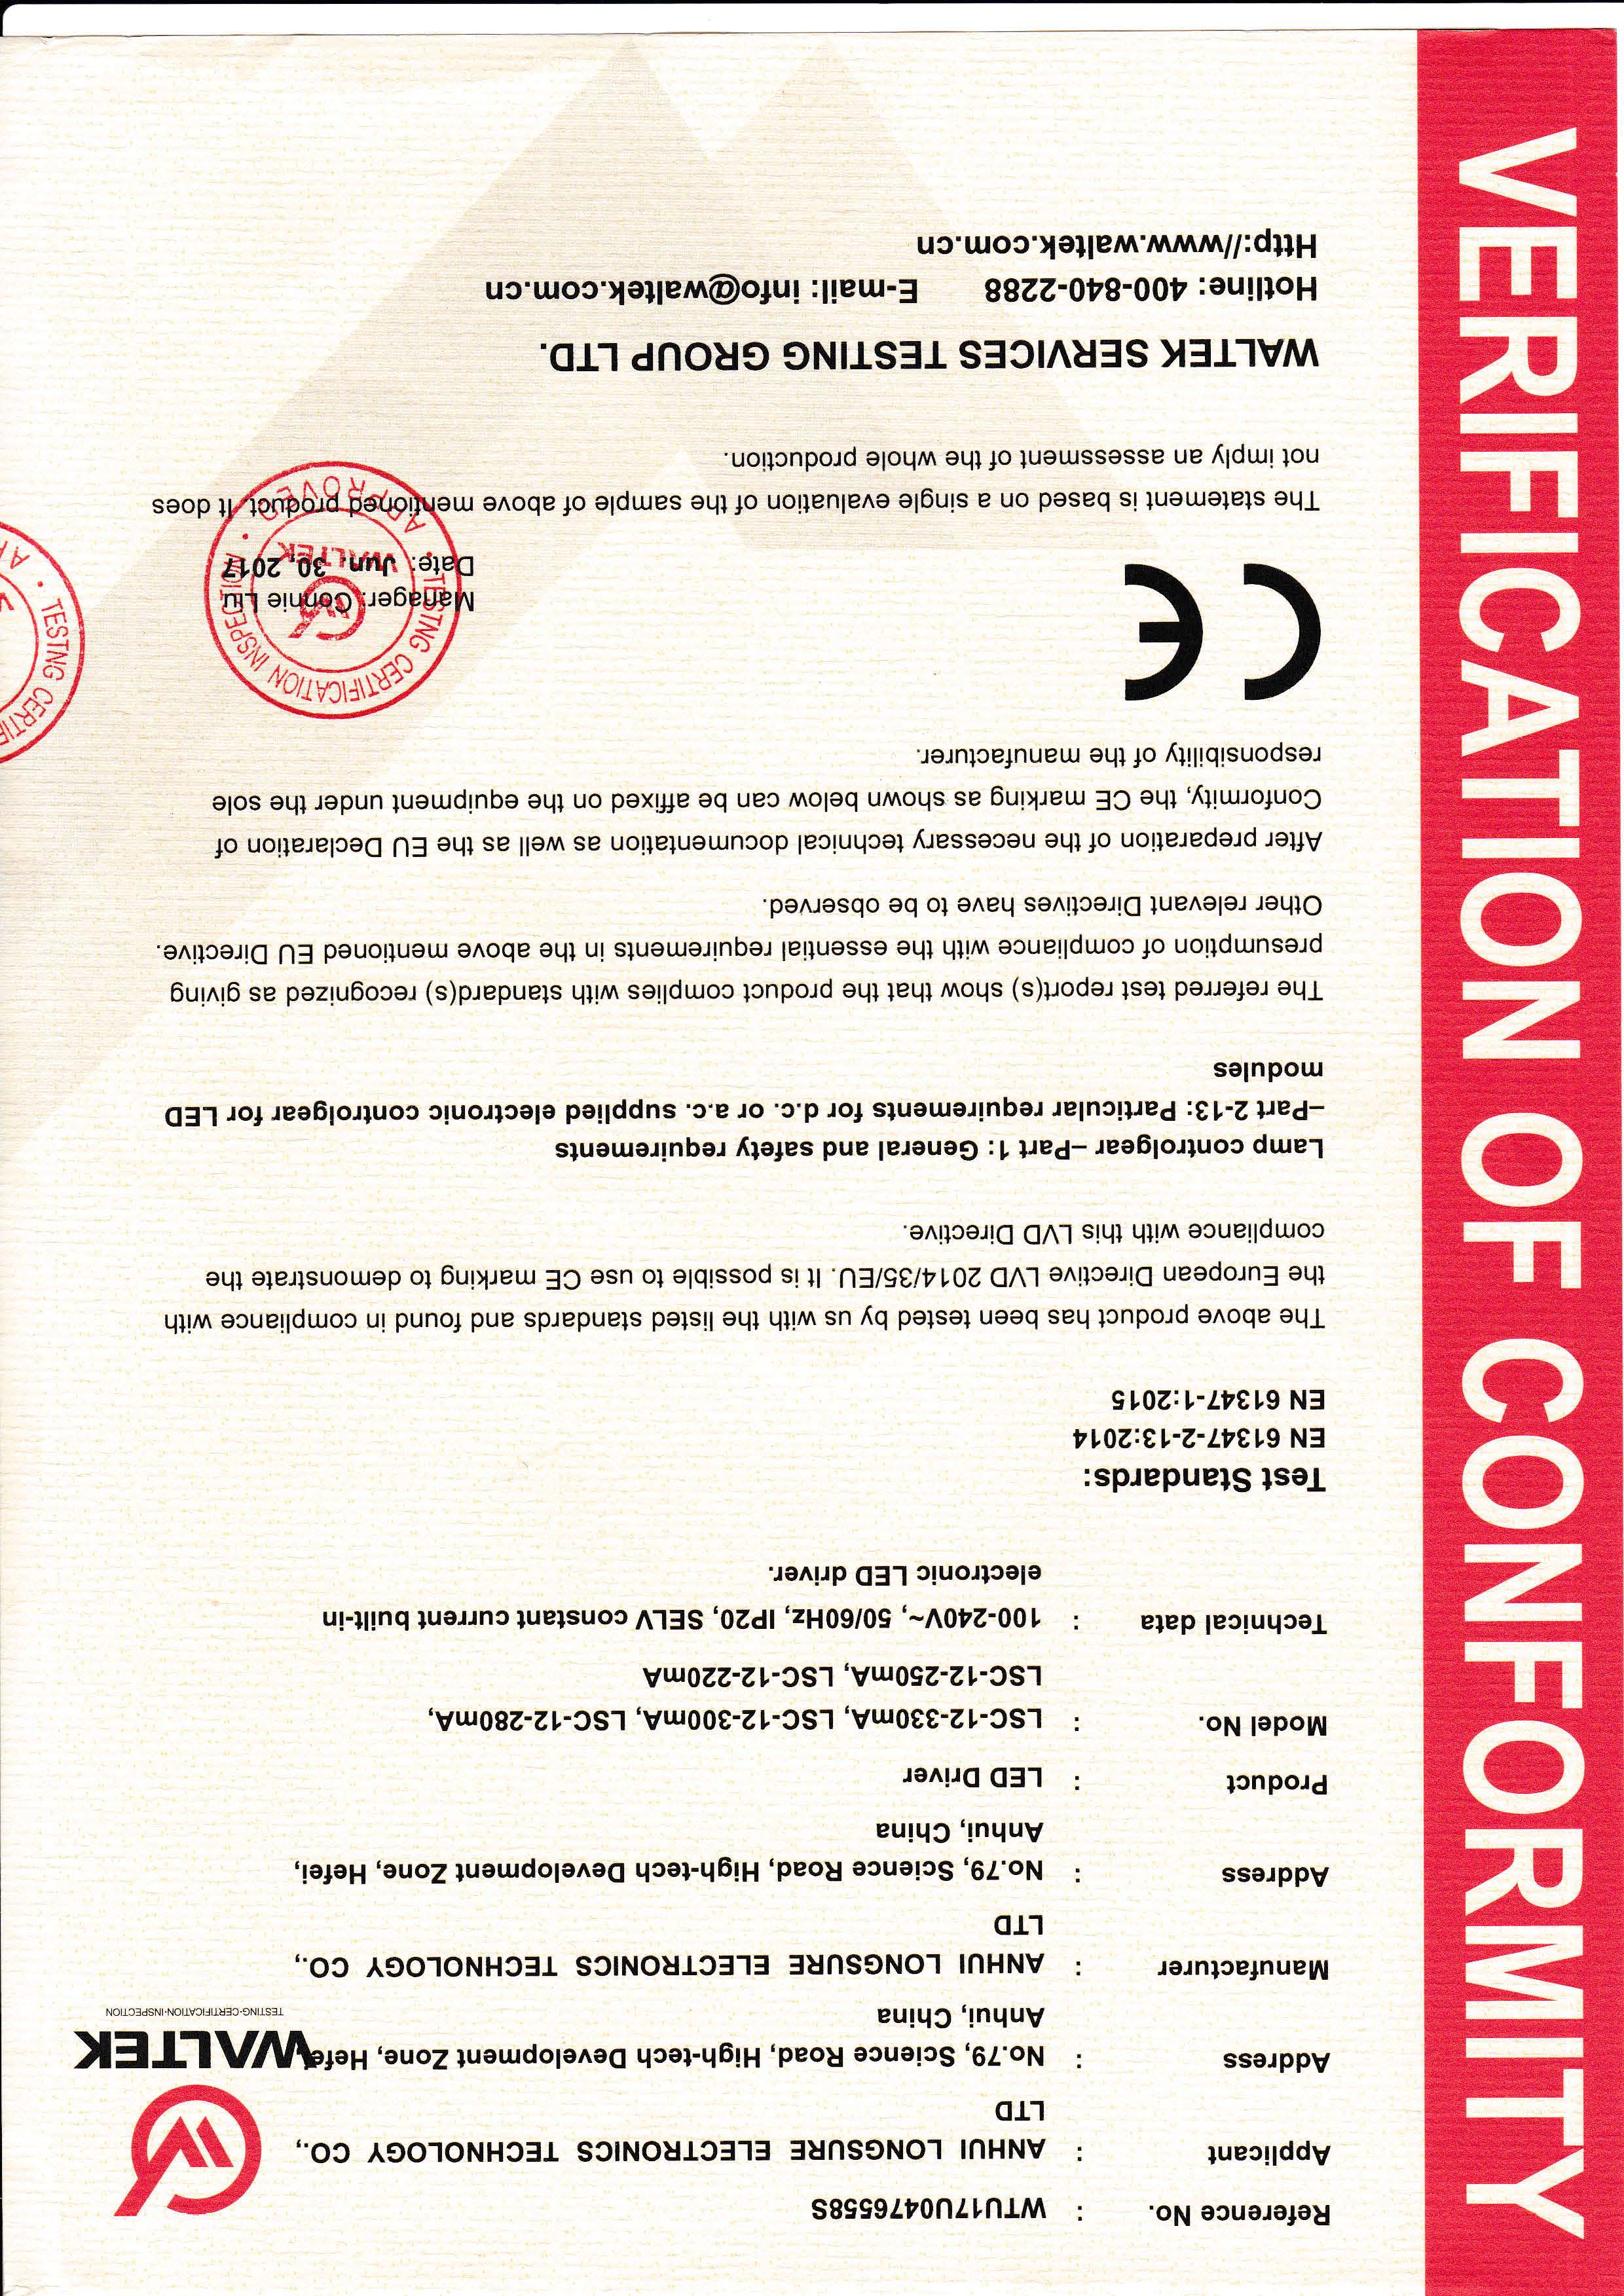 VERIFICATION OF CONFORMITY
Reference No. : WTU17U0476558S
Applicant : ANHUI LONGSURE ELECTRONICS TECHNOLOGY CO.,
LTD
Address : No.79, Science Road, High-tech Development Zone, Hefei,
Anhui, China
WALTEK
TESTING·CERTIFICATION·INSPECTION
Manufacturer : ANHUI LONGSURE ELECTRONICS TECHNOLOGY CO.,
LTD
Address : No.79, Science Road, High-tech Development Zone, Hefei,
Anhui, China
Product : LED Driver
Model No. : LSC-12-330mA, LSC-12-300mA, LSC-12-280mA,
LSC-12-250mA, LSC-12-220mA
Technical data : 100-240V~, 50/60Hz, IP20, SELV constant current built-in
electronic LED driver.
Test Standards:
EN 61347-2-13:2014
EN 61347-1:2015
The above product has been tested by us with the listed standards and found in compliance with
the European Directive LVD 2014/35/EU. It is possible to use CE marking to demonstrate the
compliance with this LVD Directive.
Lamp controlgear –Part 1: General and safety requirements
–Part 2-13: Particular requirements for d.c. or a.c. supplied electronic controlgear for LED
modules
The referred test report(s) show that the product complies with standard(s) recognized as giving
presumption of compliance with the essential requirements in the above mentioned EU Directive.
Other relevant Directives have to be observed.
After preparation of the necessary technical documentation as well as the EU Declaration of
Conformity, the CE marking as shown below can be affixed on the equipment under the sole
responsibility of the manufacturer.
CE
Manager: Connie Liu
Date: Jun. 30, 2017
TESTING CERTIFICATION INSPECTION
WALTEK
APPROVED
TESTING CERTIF
The statement is based on a single evaluation of the sample of above mentioned product. It does
not imply an assessment of the whole production.
WALTEK SERVICES TESTING GROUP LTD.
Hotline: 400-840-2288 E-mail: info@waltek.com.cn
Http://www.waltek.com.cn